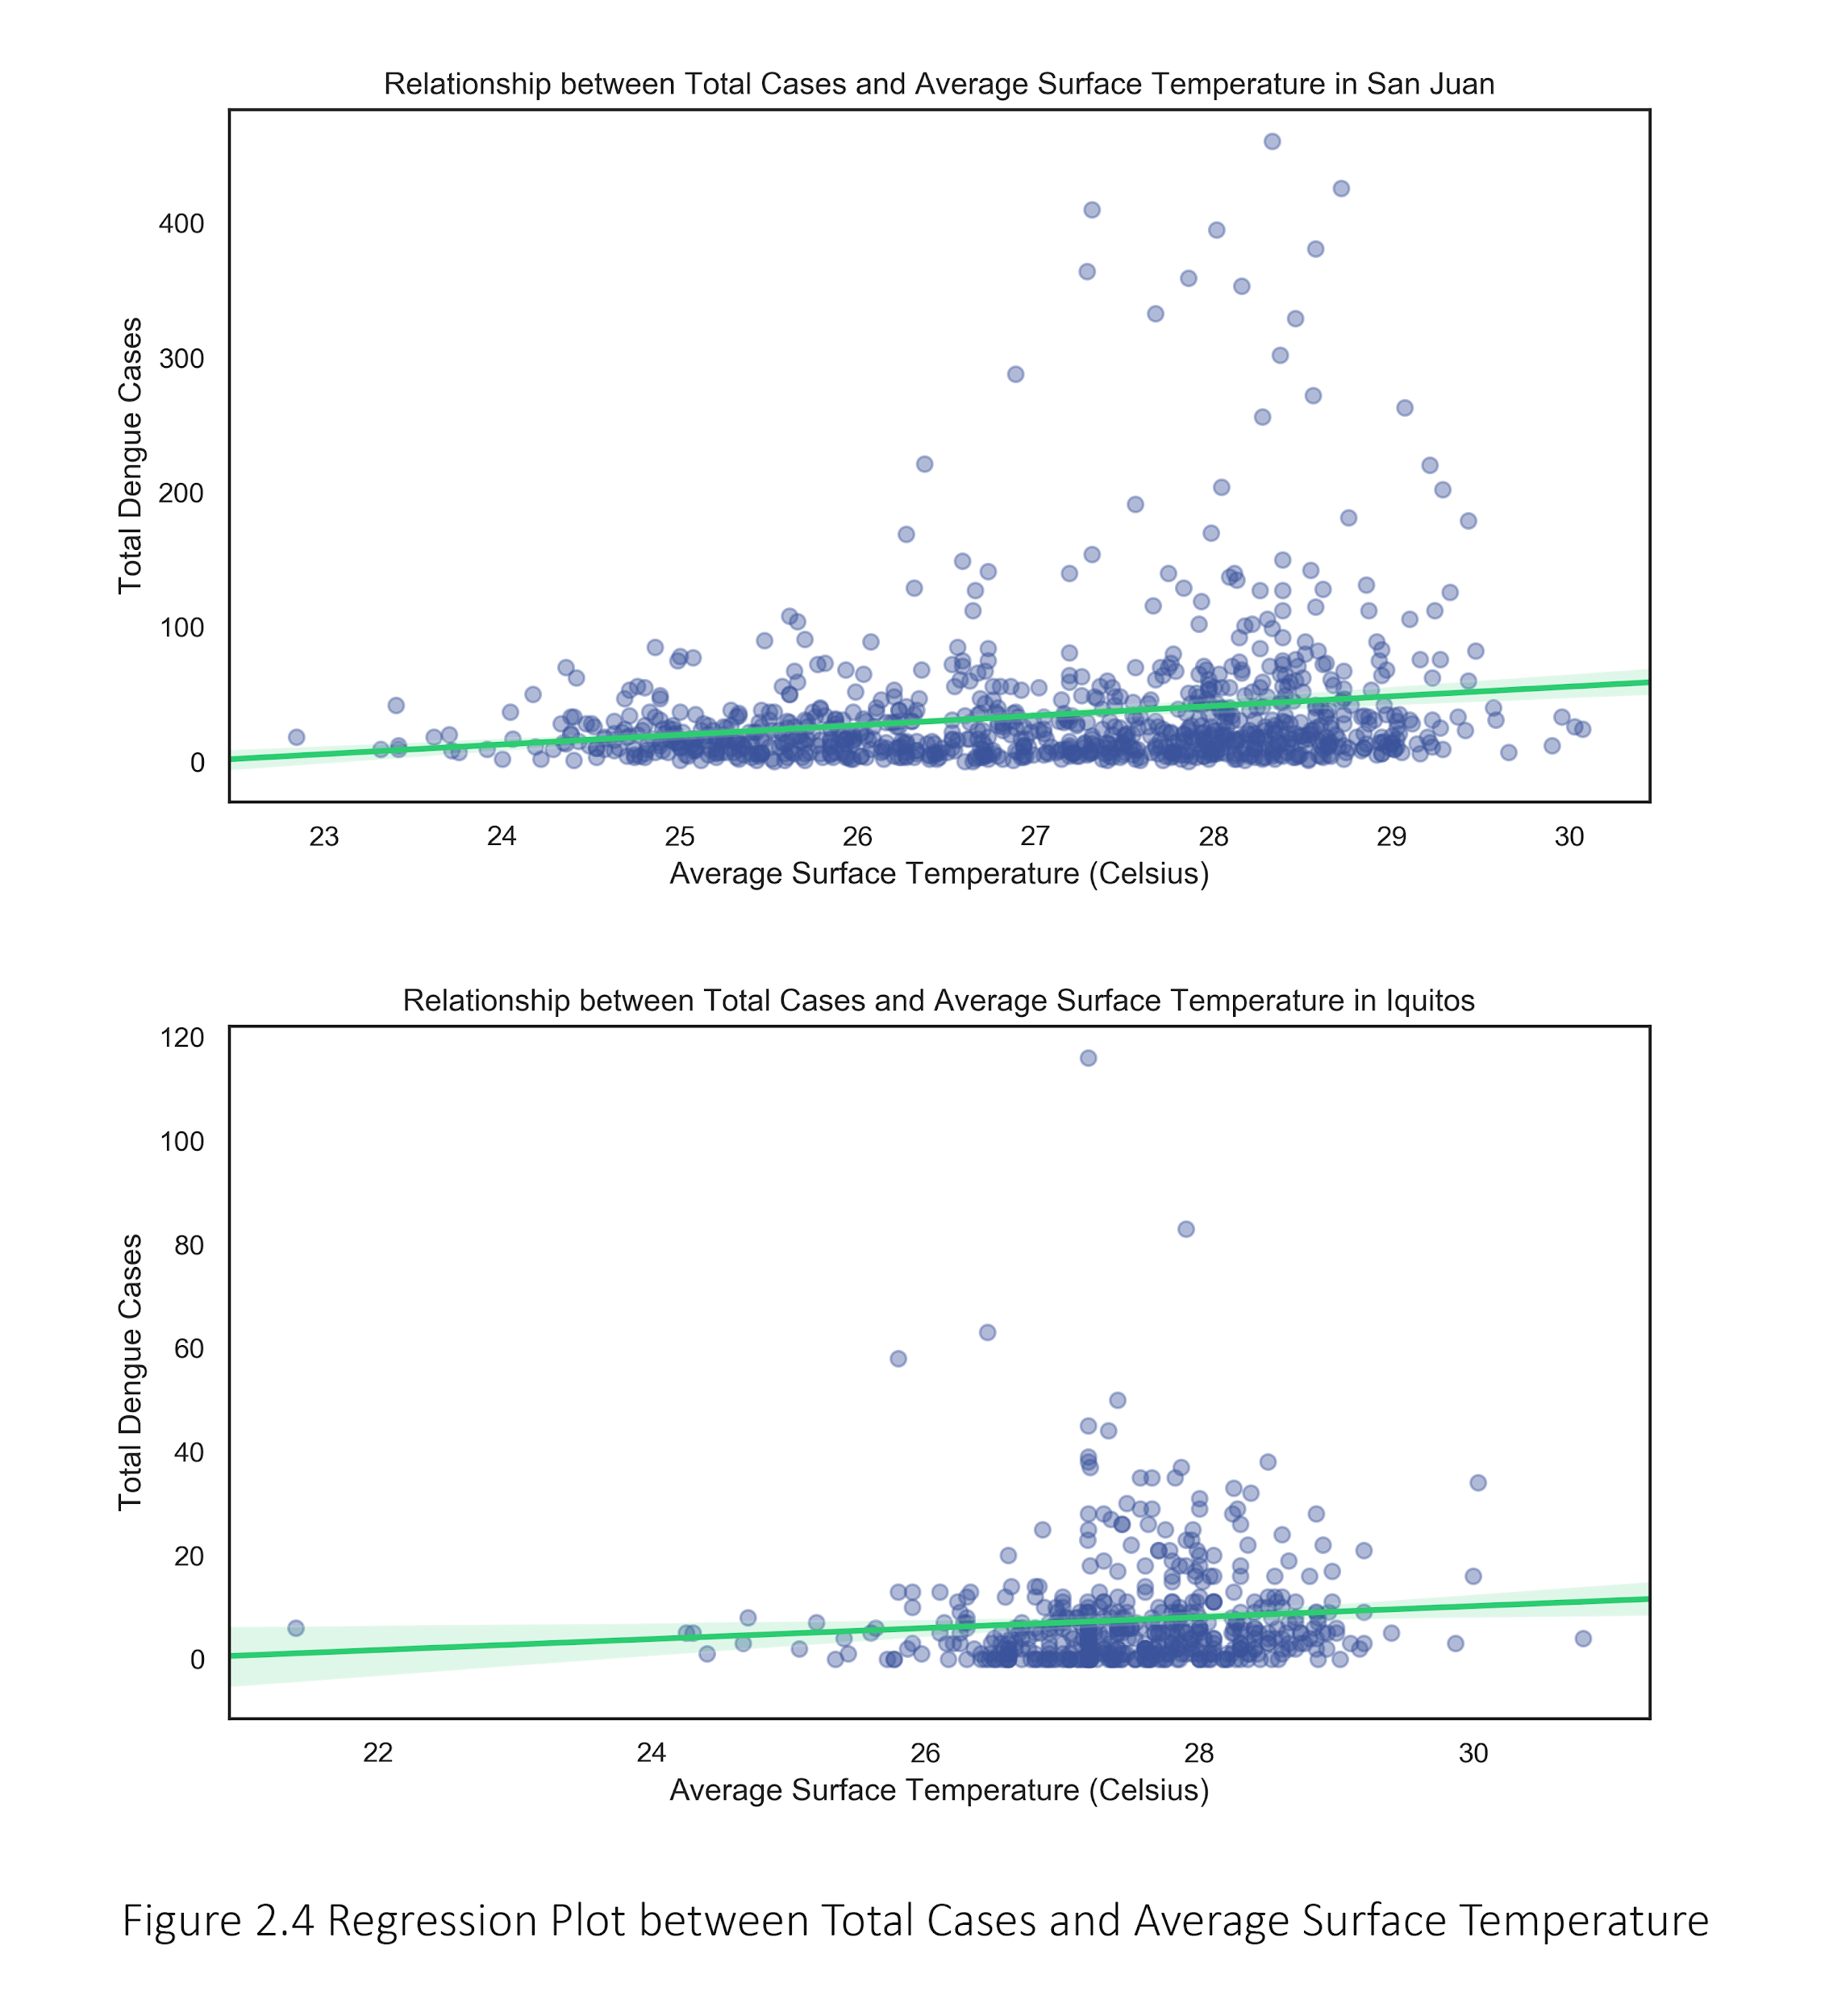 Relationship between Total Cases and Average Surface Temperature in San Juan
Total Dengue Cases
400
300
200
100
0
23 24 25 26 27 28 29 30
Average Surface Temperature (Celsius)
Relationship between Total Cases and Average Surface Temperature in Iquitos
Total Dengue Cases
120
100
80
60
40
20
0
22 24 26 28 30
Average Surface Temperature (Celsius)
Figure 2.4 Regression Plot between Total Cases and Average Surface Temperature